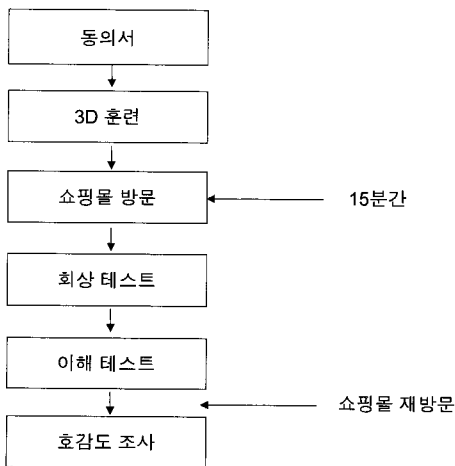 동의서
3D 훈련
쇼핑몰 방문
15분간
회상 테스트
이해 테스트
쇼핑몰 재방문
호감도 조사